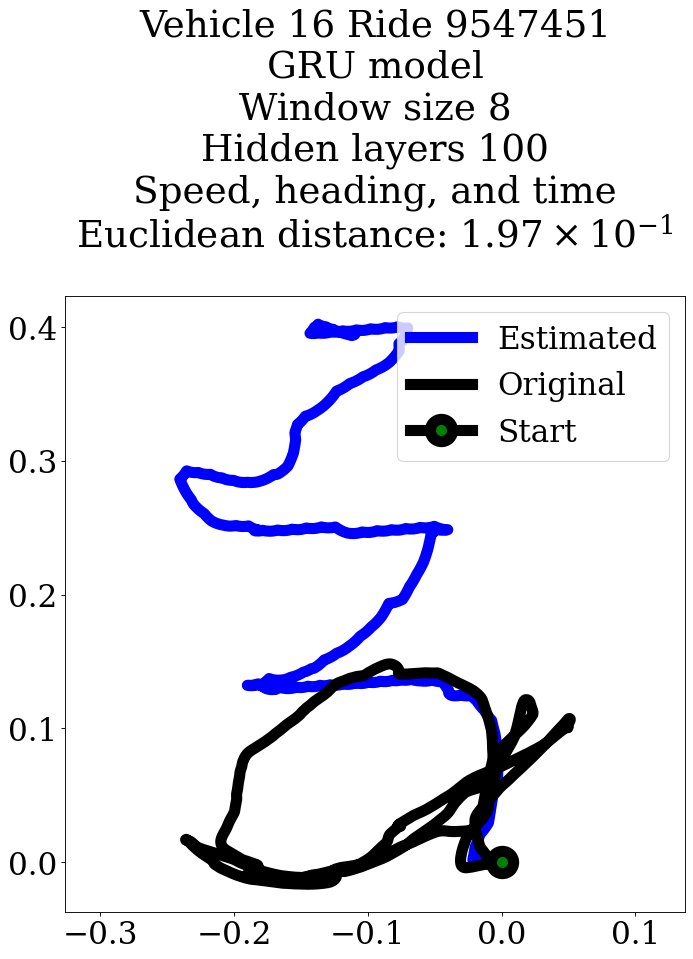 Vehicle 16 Ride 9547451
GRU model
Window size 8
Hidden layers 100
Speed, heading, and time
Euclidean distance: 1.97 × 10⁻¹
Estimated
Original
Start
0.4
0.3
0.2
0.1
0.0
−0.3 −0.2 −0.1 0.0 0.1